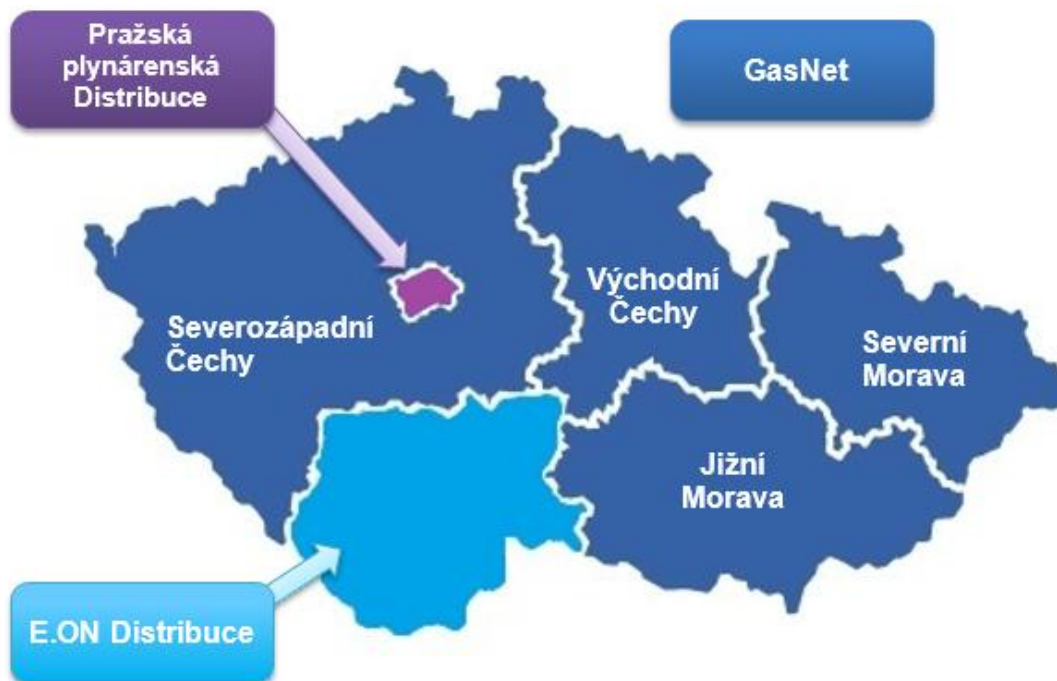 Pražská
plynárenská
Distribuce
GasNet
Východní
Čechy
Severozápadní
Čechy
Severní
Morava
Jižní
Morava
E.ON Distribuce